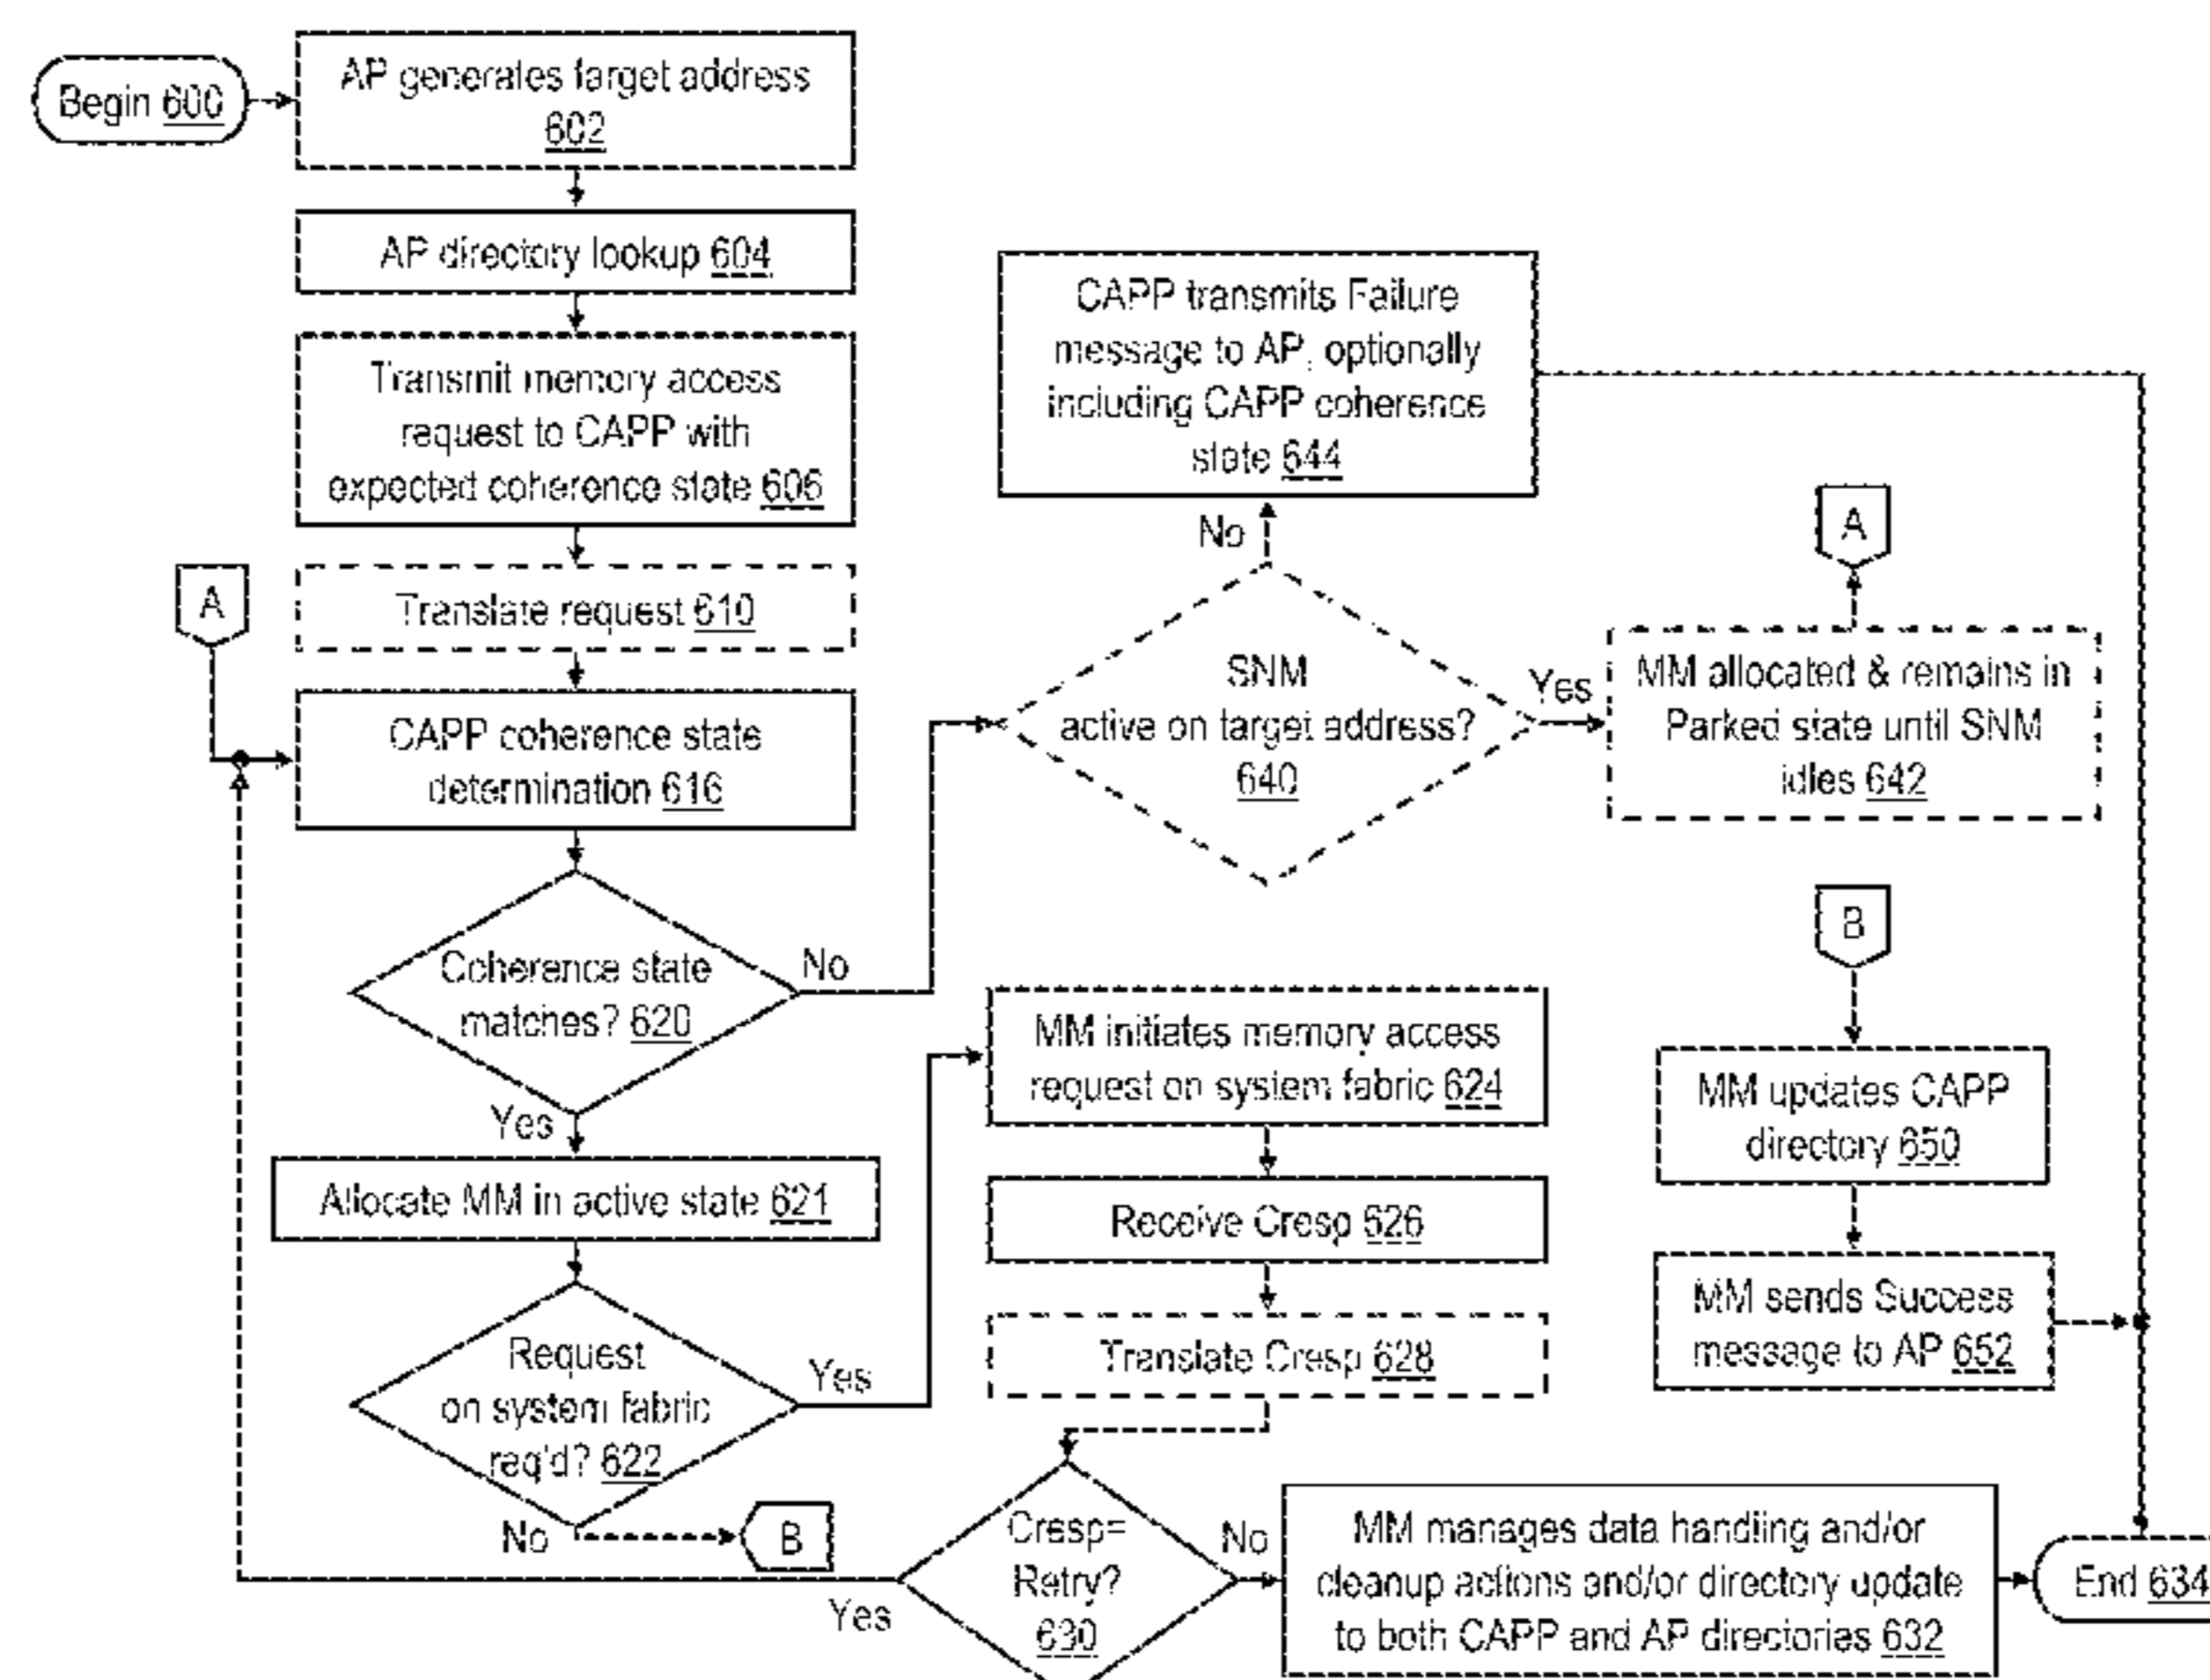 Begin 600
AP generates target address
602
AP directory lookup 604
Transmit memory access
request to CAPP with
expected coherence state 606
A
Translate request 610
CAPP coherence state
determination 616
Coherence state
matches? 620
No
Yes
Allocate MM in active state 621
Request
on system fabric
req'd? 622
Yes
No
B
CAPP transmits Failure
message to AP, optionally
including CAPP coherence
state 644
No
SNM
active on target address?
640
Yes
A
MM allocated & remains in
Parked state until SNM
idles 642
MM initiates memory access
request on system fabric 624
Receive Cresp 626
Translate Cresp 628
Cresp=
Retry?
630
Yes
No
MM manages data handling and/or
cleanup actions and/or directory update
to both CAPP and AP directories 632
B
MM updates CAPP
directory 650
MM sends Success
message to AP 652
End 634